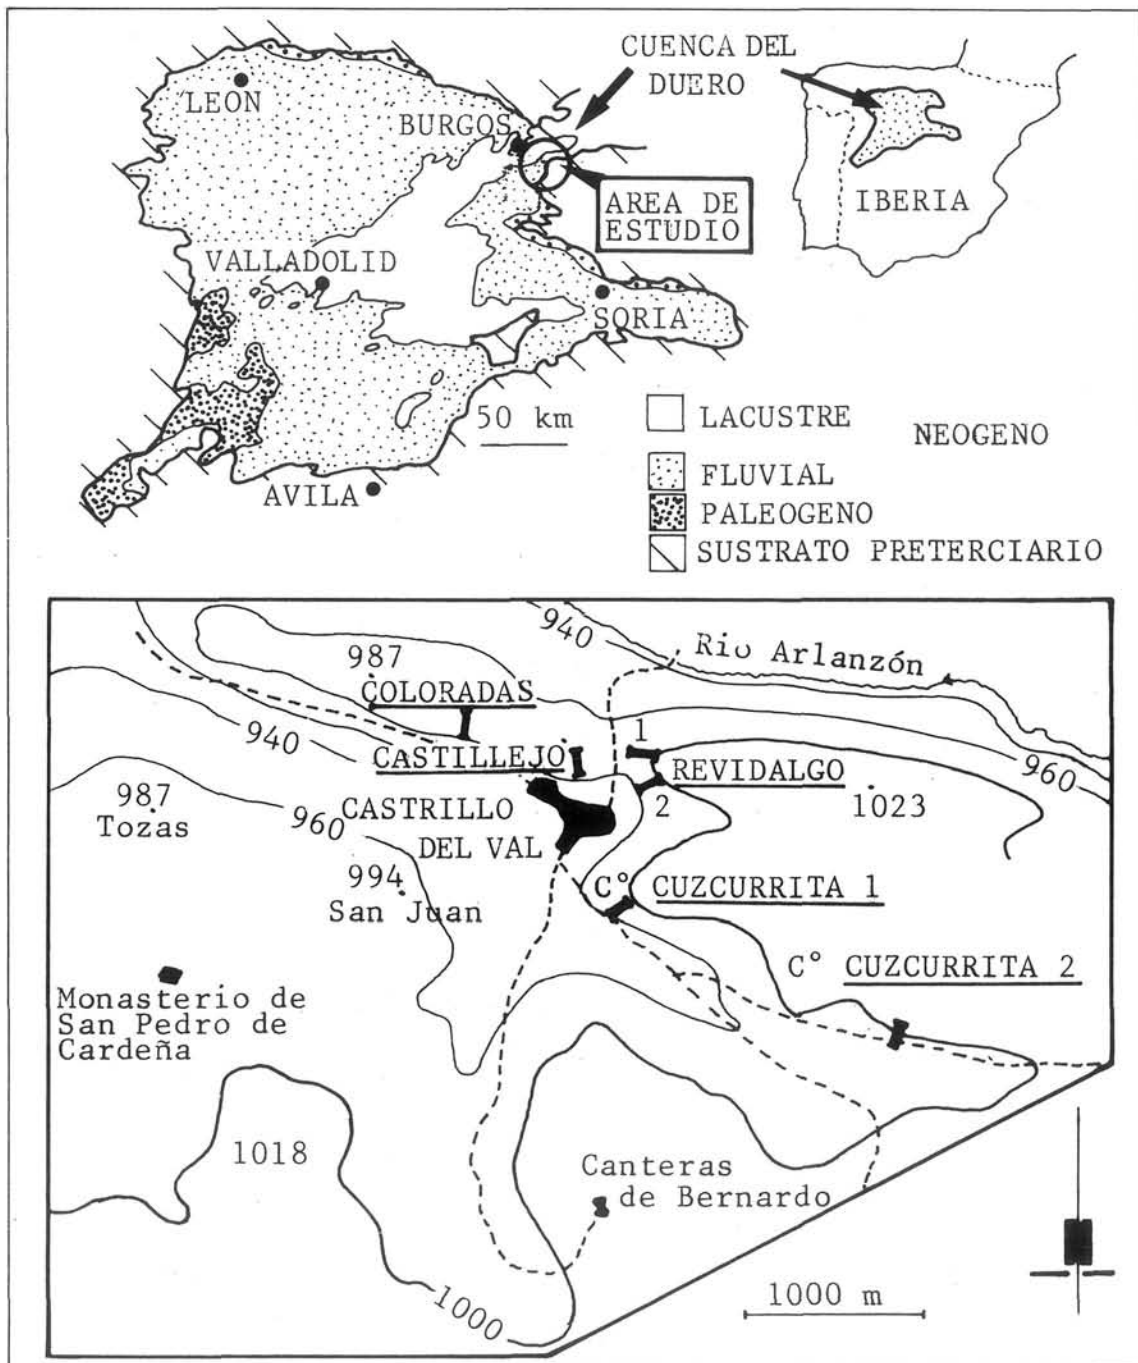 CUENCA DEL
DUERO
LEON
BURGOS
IBERIA
AREA DE
ESTUDIO
VALLADOLID
SORIA
50 km
LACUSTRE
NEOGENO
FLUVIAL
AVILA
PALEOGENO
SUSTRATO PRETERCIARIO
940
Rio Arlanzón
987
COLORADAS
940
1
CASTILLEJO
REVIDALGO
960
987
Tozas
960
CASTRILLO
DEL VAL
2
1023
994
San Juan
C° CUZCURRITA 1
C° CUZCURRITA 2
Monasterio de
San Pedro de
Cardeña
1018
Canteras
de Bernardo
1000
1000 m